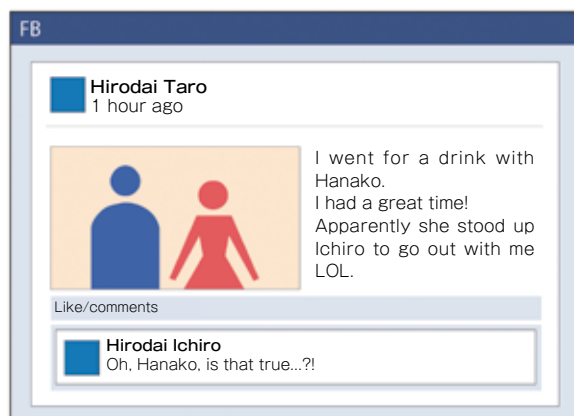 FB
Hirodai Taro
1 hour ago
I went for a drink with
Hanako.
I had a great time!
Apparently she stood up
Ichiro to go out with me
LOL.
Like/comments
Hirodai Ichiro
Oh, Hanako, is that true...?!